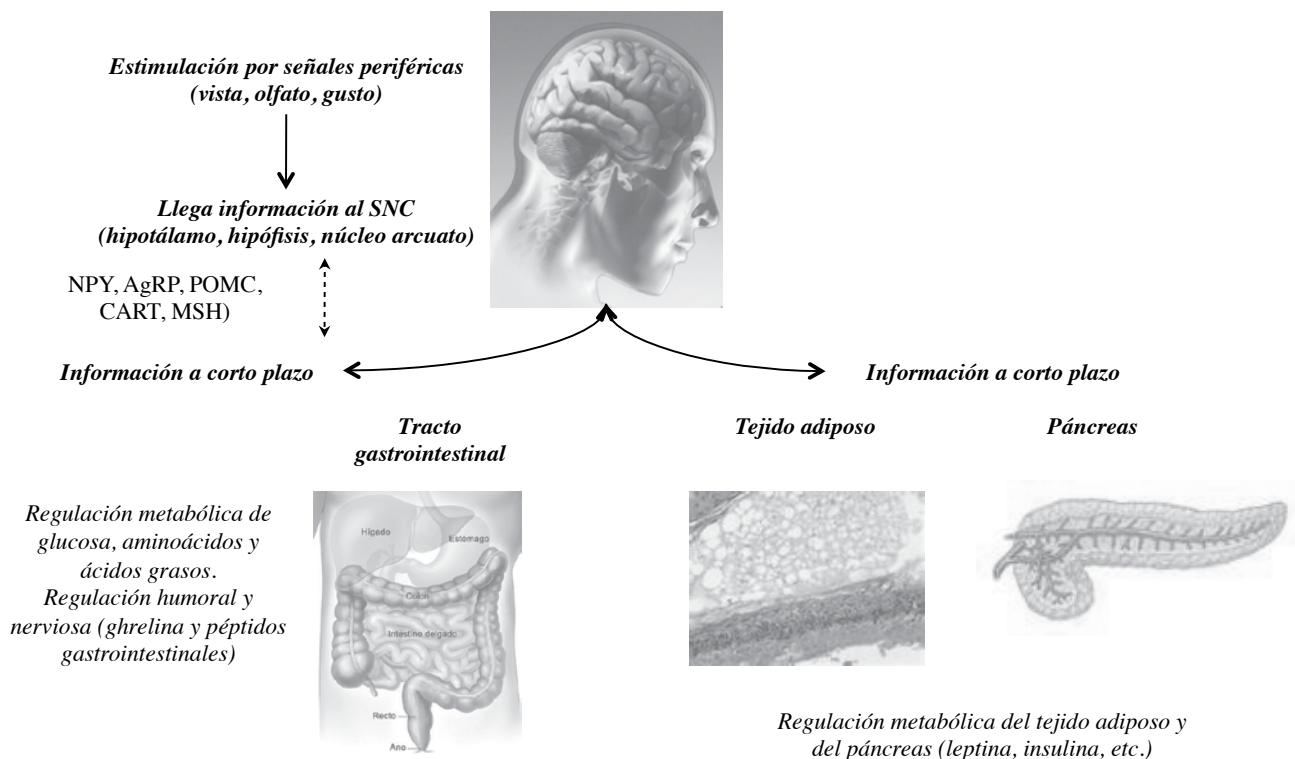 Estimulación por señales periféricas
(vista, olfato, gusto)
Llega información al SNC
(hipotálamo, hipófisis, núcleo arcuato)
NPY, AgRP, POMC,
CART, MSH)
Información a corto plazo
Información a corto plazo
Tracto
gastrointestinal
Tejido adiposo
Páncreas
Regulación metabólica de
glucosa, aminoácidos y
ácidos grasos.
Regulación humoral y
nerviosa (ghrelina y péptidos
gastrointestinales)
Hígado
Estómago
Colon
Intestino delgado
Recto
Ano
Regulación metabólica del tejido adiposo y
del páncreas (leptina, insulina, etc.)